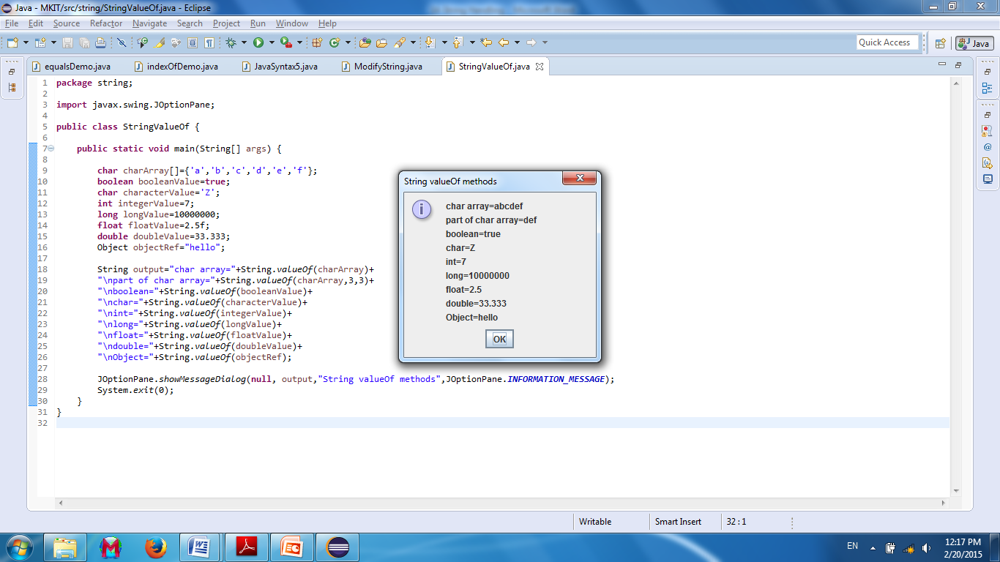 Java - MKIT/src/string/StringValueOf.java - Eclipse
File Edit Source Refactor Navigate Search Project Run Window Help
Quick Access
Java
equalsDemo.java indexOfDemo.java JavaSyntax5.java ModifyString.java StringValueOf.java
1 package string;
2
3 import javax.swing.JOptionPane;
4
5 public class StringValueOf {
6
7 public static void main(String[] args) {
8
9 char charArray[]={'a','b','c','d','e','f'};
10 boolean booleanValue=true;
11 char characterValue='Z';
12 int integerValue=7;
13 long longValue=10000000;
14 float floatValue=2.5f;
15 double doubleValue=33.333;
16 Object objectRef="hello";
17
18 String output="char array="+String.valueOf(charArray)+
19 "\npart of char array="+String.valueOf(charArray,3,3)+
20 "\nboolean="+String.valueOf(booleanValue)+
21 "\nchar="+String.valueOf(characterValue)+
22 "\nint="+String.valueOf(integerValue)+
23 "\nlong="+String.valueOf(longValue)+
24 "\nfloat="+String.valueOf(floatValue)+
25 "\ndouble="+String.valueOf(doubleValue)+
26 "\nObject="+String.valueOf(objectRef);
27
28 JOptionPane.showMessageDialog(null, output,"String valueOf methods",JOptionPane.INFORMATION_MESSAGE);
29 System.exit(0);
30 }
31 }
32
String valueOf methods
char array=abcdef
part of char array=def
boolean=true
char=Z
int=7
long=10000000
float=2.5
double=33.333
Object=hello
OK
Writable Smart Insert 32 : 1
EN 12:17 PM
2/20/2015